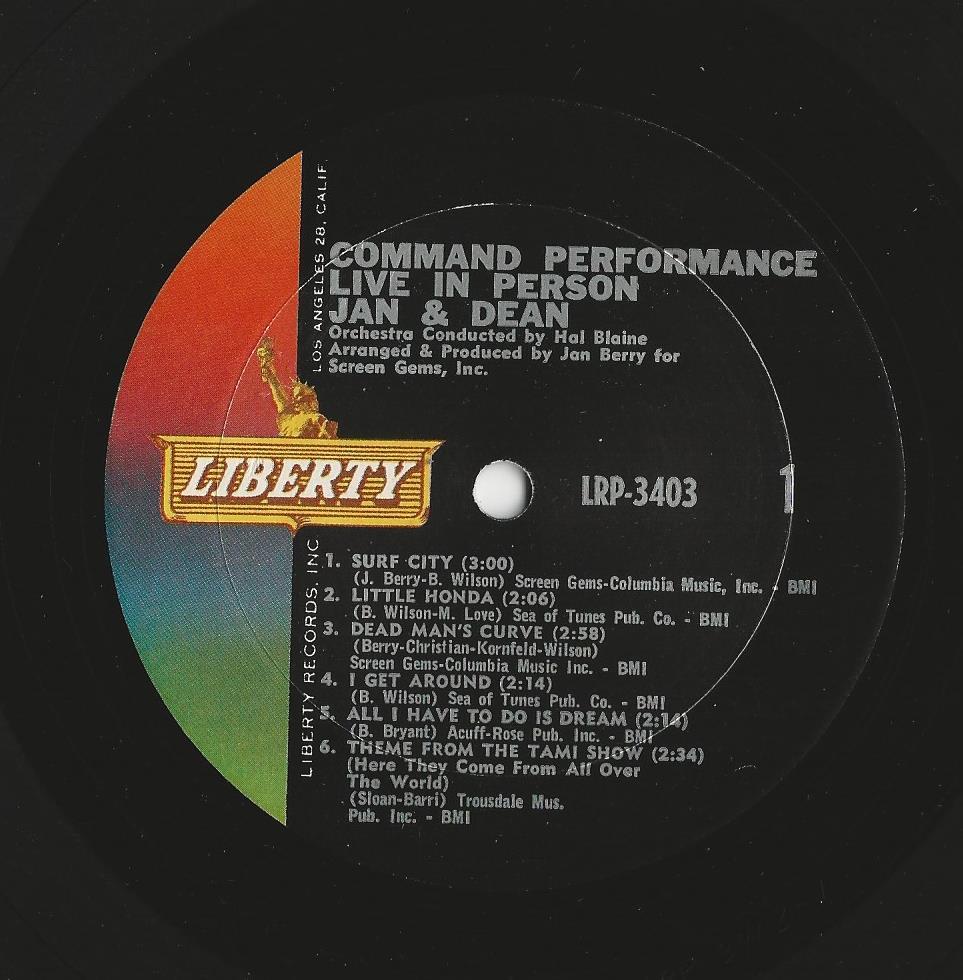 COMMAND PERFORMANCE
LIVE IN PERSON
JAN & DEAN
Orchestra Conducted by Hal Blaine
Arranged & Produced by Jan Berry for
Screen Gems, Inc.
LIBERTY
LRP-3403
1
1. SURF CITY (3:00)
(J. Berry-B. Wilson) Screen Gems-Columbia Music, Inc. - BMI
2. LITTLE HONDA (2:06)
(B. Wilson-M. Love) Sea of Tunes Pub. Co. - BMI
3. DEAD MAN'S CURVE (2:58)
(Berry-Christian-Kornfeld-Wilson)
Screen Gems-Columbia Music Inc. - BMI
4. I GET AROUND (2:14)
(B. Wilson) Sea of Tunes Pub. Co. - BMI
5. ALL I HAVE TO DO IS DREAM (2:14)
(B. Bryant) Acuff-Rose Pub. Inc. - BMI
6. THEME FROM THE TAMI SHOW (2:34)
(Here They Come From All Over
The World)
(Sloan-Barri) Trousdale Mus.
Pub. Inc. - BMI
LIBERTY RECORDS, INC
LOS ANGELES 28, CALIF.